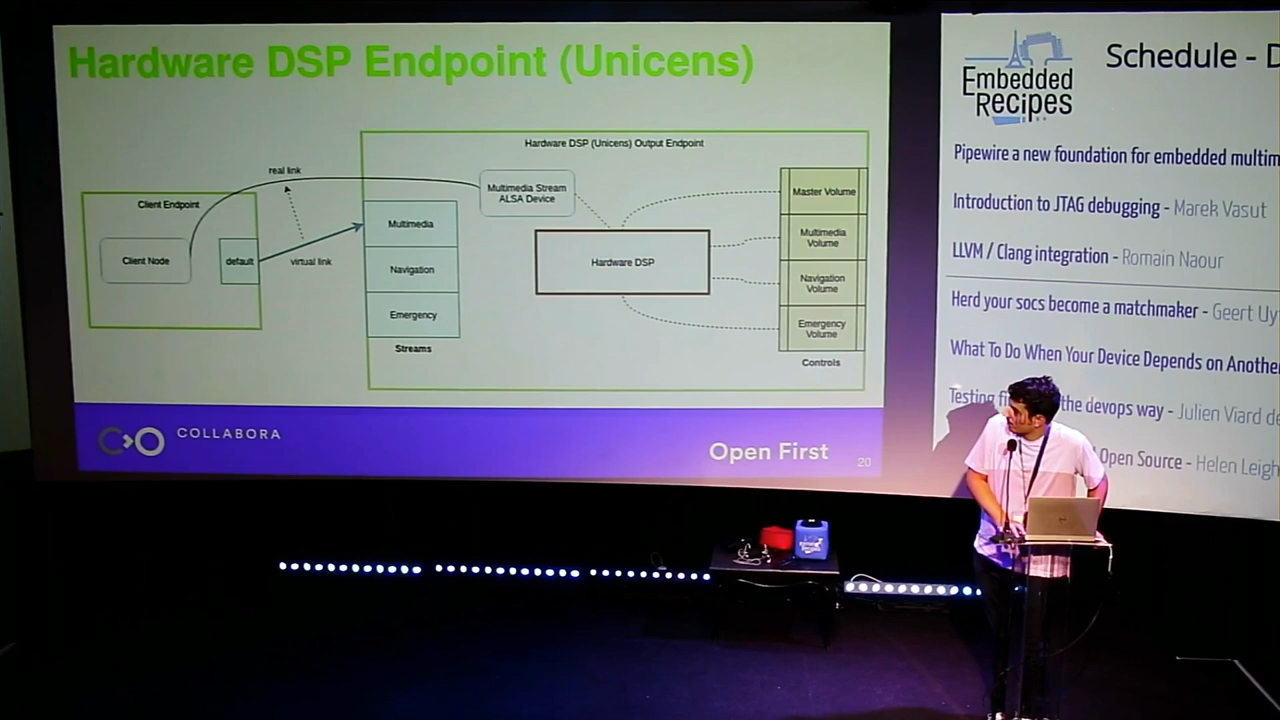 Hardware DSP Endpoint (Unicens)
Hardware DSP (Unicens) Output Endpoint
real link
Client Endpoint
Client Node
default
virtual link
Multimedia
Navigation
Emergency
Streams
Multimedia Stream
ALSA Device
Hardware DSP
Master Volume
Multimedia
Volume
Navigation
Volume
Emergency
Volume
Controls
COLLABORA
Open First
20
Embedded
Recipes
Schedule - D
Pipewire a new foundation for embedded multim
Introduction to JTAG debugging - Marek Vasut
LLVM / Clang integration - Romain Naour
Herd your socs become a matchmaker - Geert Uy
What To Do When Your Device Depends on Another
Testing the devops way - Julien Viard de
Open Source - Helen Leigh